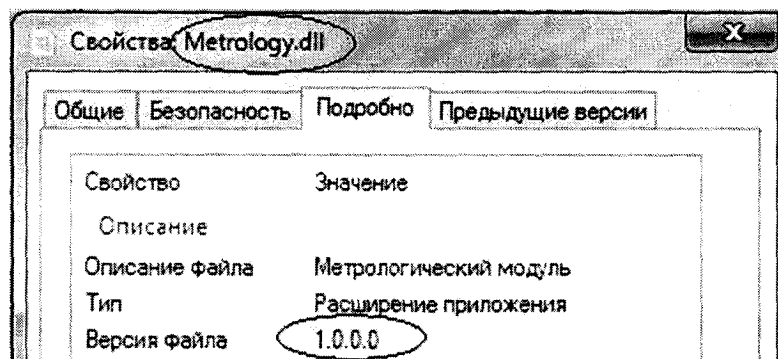 Свойства: Metrology.dll
Общие Безопасность Подробно Предыдущие версии
Свойство Значение
Описание
Описание файла Метрологический модуль
Тип Расширение приложения
Версия файла 1.0.0.0